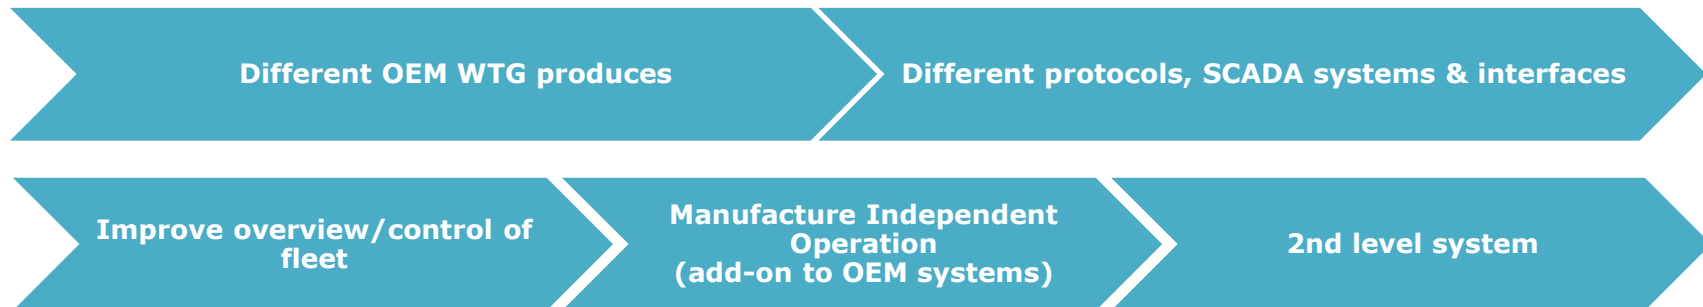 Different OEM WTG produces
Different protocols, SCADA systems & interfaces
Improve overview/control of
fleet
Manufacture Independent
Operation
(add-on to OEM systems)
2nd level system